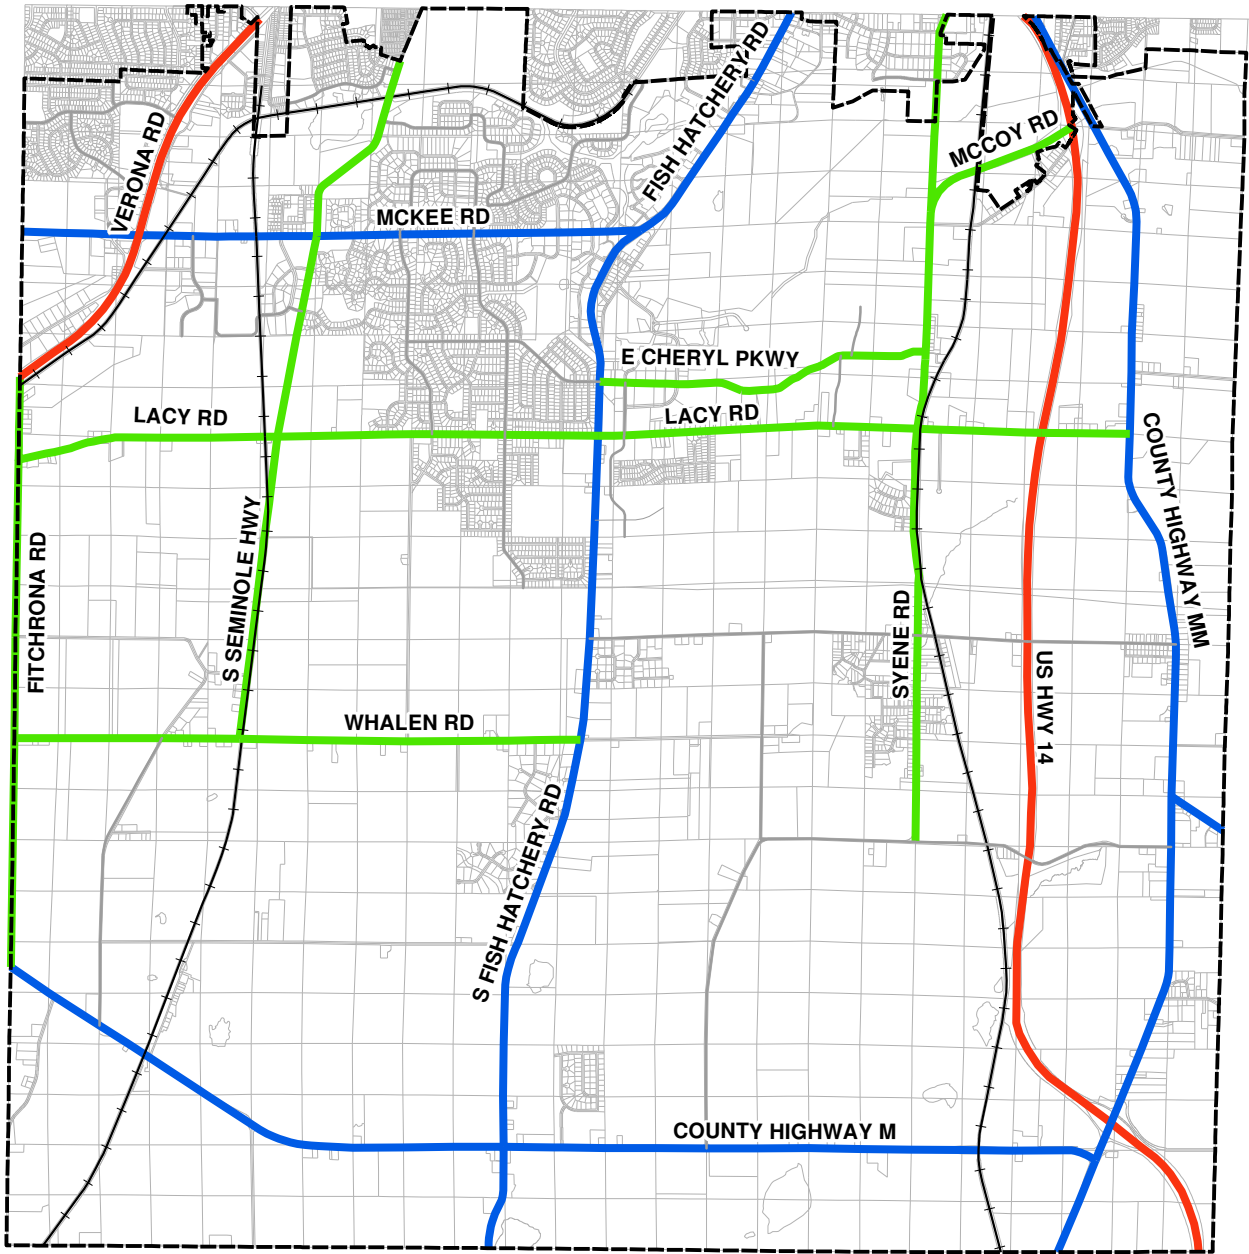 FISH HATCHERY RD
VERONA RD
MCCOY RD
MCKEE RD
E CHERYL PKWY
LACY RD
LACY RD
COUNTY HIGHWAY MM
S SEMINOLE HWY
FITCHRONA RD
SYENE RD
US HWY 14
WHALEN RD
S FISH HATCHERY RD
COUNTY HIGHWAY M